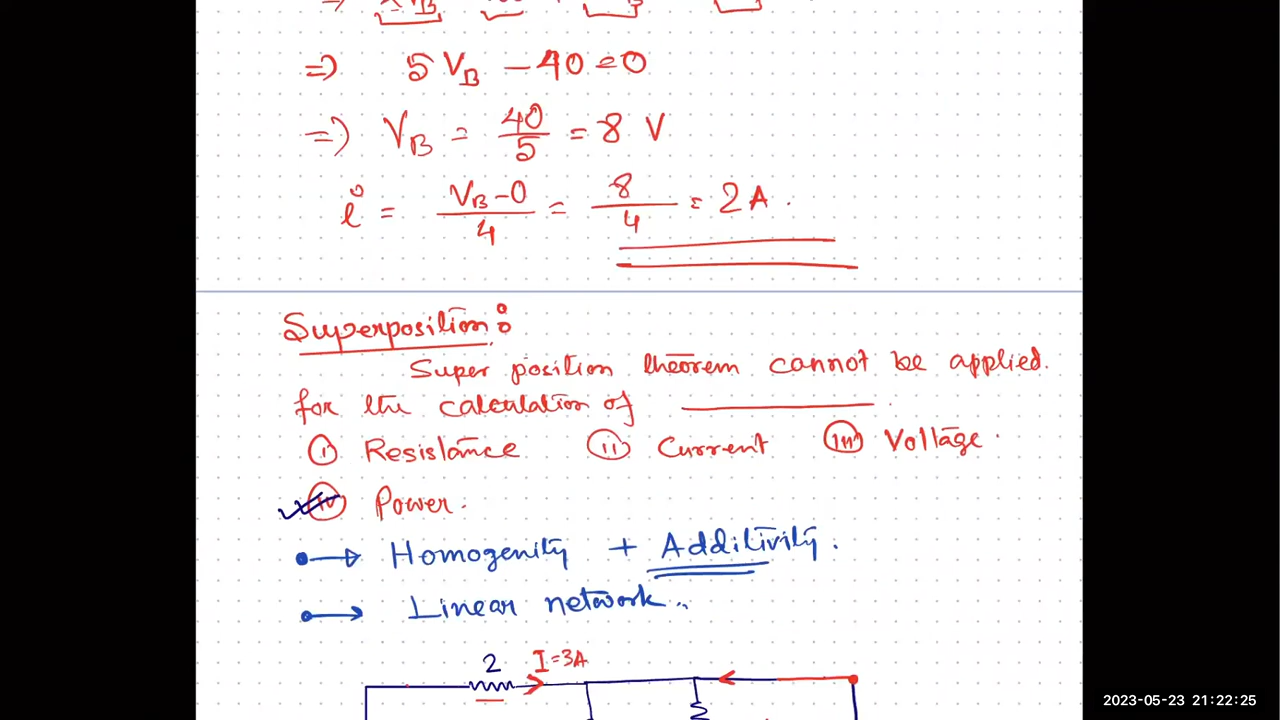 => 5 V_B - 40 = 0
=> V_B = 40/5 = 8 V
i = (V_B - 0)/4 = 8/4 = 2 A.
Superposition:
Super position theorem cannot be applied.
for the calculation of ________.
(i) Resistance (ii) Current (iii) Voltage.
(iv) Power.
Homogenity + Additivity.
Linear network..
2 I=3A
2023-05-23 21:22:25